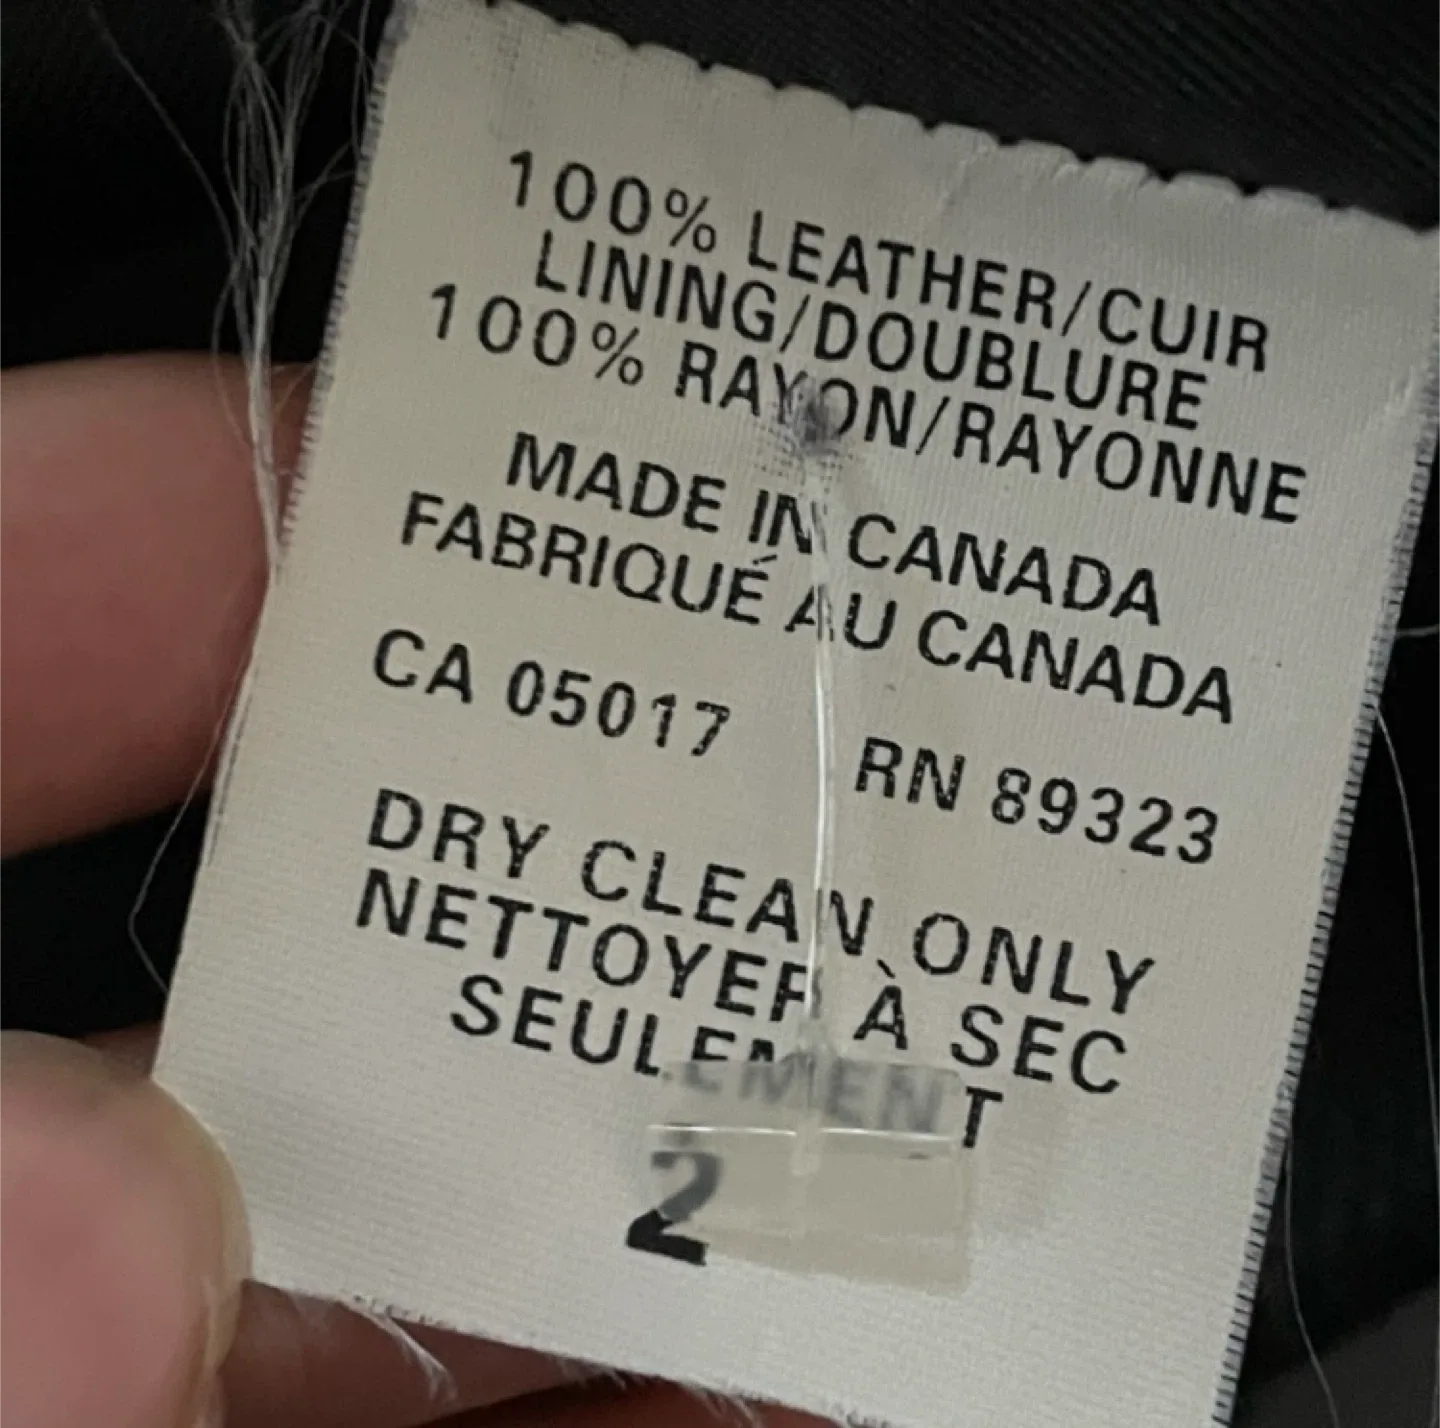 100% LEATHER/CUIR
LINING/DOUBLURE
100% RAYON/RAYONNE
MADE IN CANADA
FABRIQUÉ AU CANADA
CA 05017 RN 89323
DRY CLEAN ONLY
NETTOYER À SEC
SEULEMENT
2